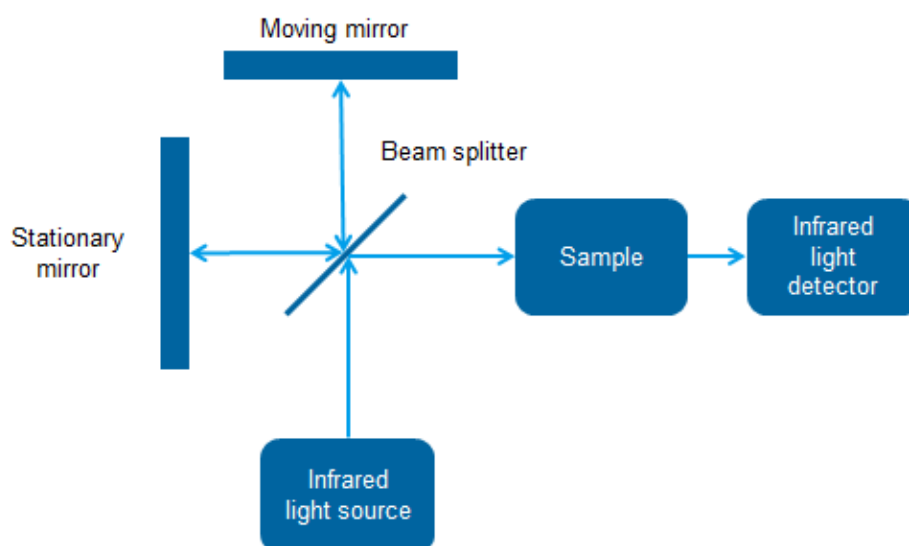 Moving mirror
Beam splitter
Stationary
mirror
Sample
Infrared
light
detector
Infrared
light source